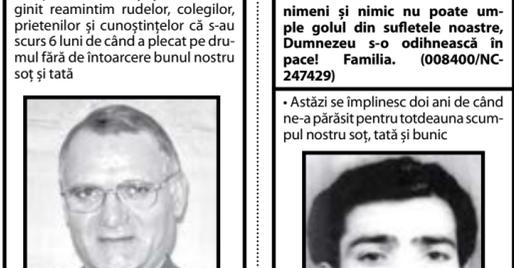 ginit reamintim rudelor, colegilor,
prietenilor şi cunoştinţelor că s-au
scurs 6 luni de când a plecat pe dru-
mul fără de întoarcere bunul nostru
soţ şi tată
nimeni şi nimic nu poate um-
ple golul din sufletele noastre,
Dumnezeu s-o odihnească în
pace! Familia. (008400/NC-
247429)
• Astăzi se împlinesc doi ani de când
ne-a părăsit pentru totdeauna scum-
pul nostru soţ, tată şi bunic